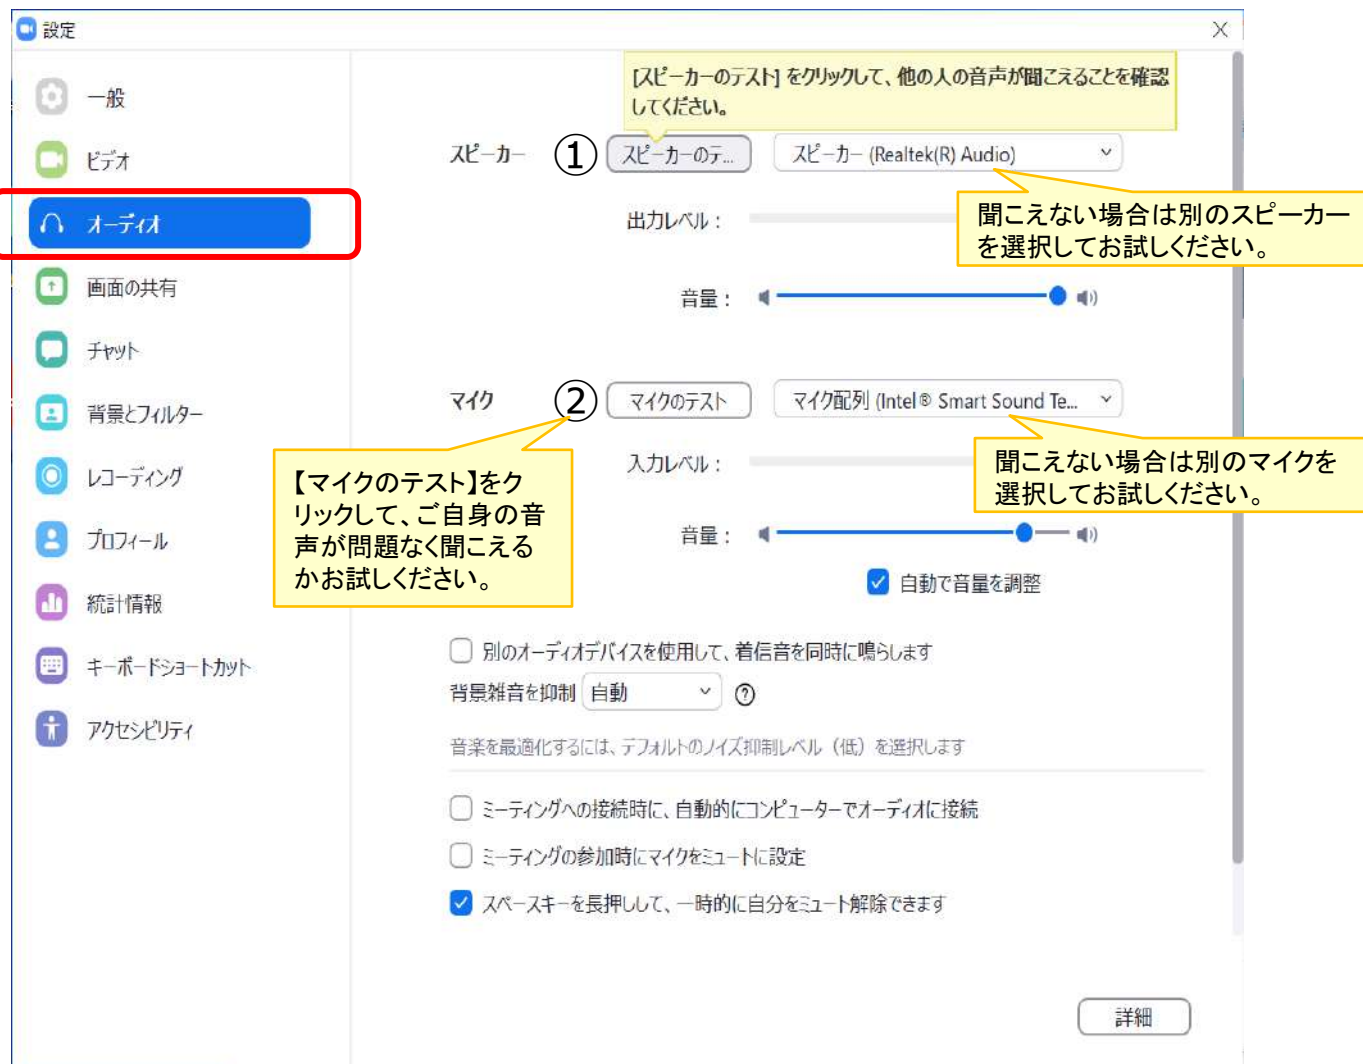 設定
一般
ビデオ
オーディオ
画面の共有
チャット
背景とフィルター
レコーディング
プロフィール
統計情報
キーボードショートカット
アクセシビリティ
[スピーカーのテスト] をクリックして、他の人の音声が聞こえることを確認
してください。
スピーカー ① スピーカーのテ... スピーカー (Realtek(R) Audio)
聞こえない場合は別のスピーカー
を選択してお試しください。
出力レベル：
音量：
マイク ② マイクのテスト マイク配列 (Intel® Smart Sound Te...
聞こえない場合は別のマイクを
選択してお試しください。
【マイクのテスト】をク
リックして、ご自身の音
声が問題なく聞こえる
かお試しください。
入力レベル：
音量：
自動で音量を調整
別のオーディオデバイスを使用して、着信音を同時に鳴らします
背景雑音を抑制 自動 ?
音楽を最適化するには、デフォルトのノイズ抑制レベル（低）を選択します
ミーティングへの接続時に、自動的にコンピューターでオーディオに接続
ミーティングの参加時にマイクをミュートに設定
スペースキーを長押しして、一時的に自分をミュート解除できます
詳細